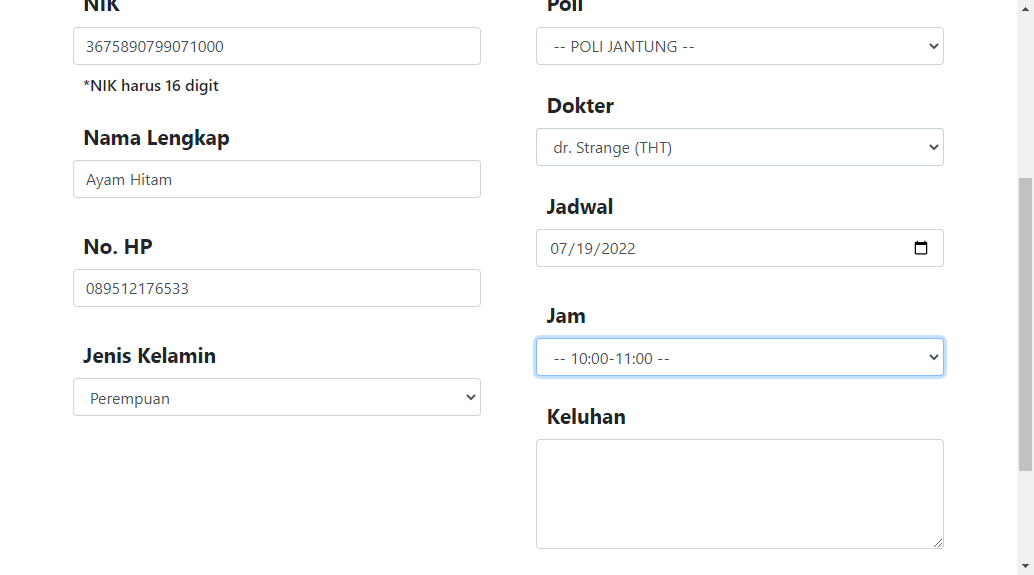 NIK
3675890799071000
*NIK harus 16 digit
Nama Lengkap
Ayam Hitam
No. HP
089512176533
Jenis Kelamin
Perempuan
Poli
-- POLI JANTUNG --
Dokter
dr. Strange (THT)
Jadwal
07/19/2022
Jam
-- 10:00-11:00 --
Keluhan